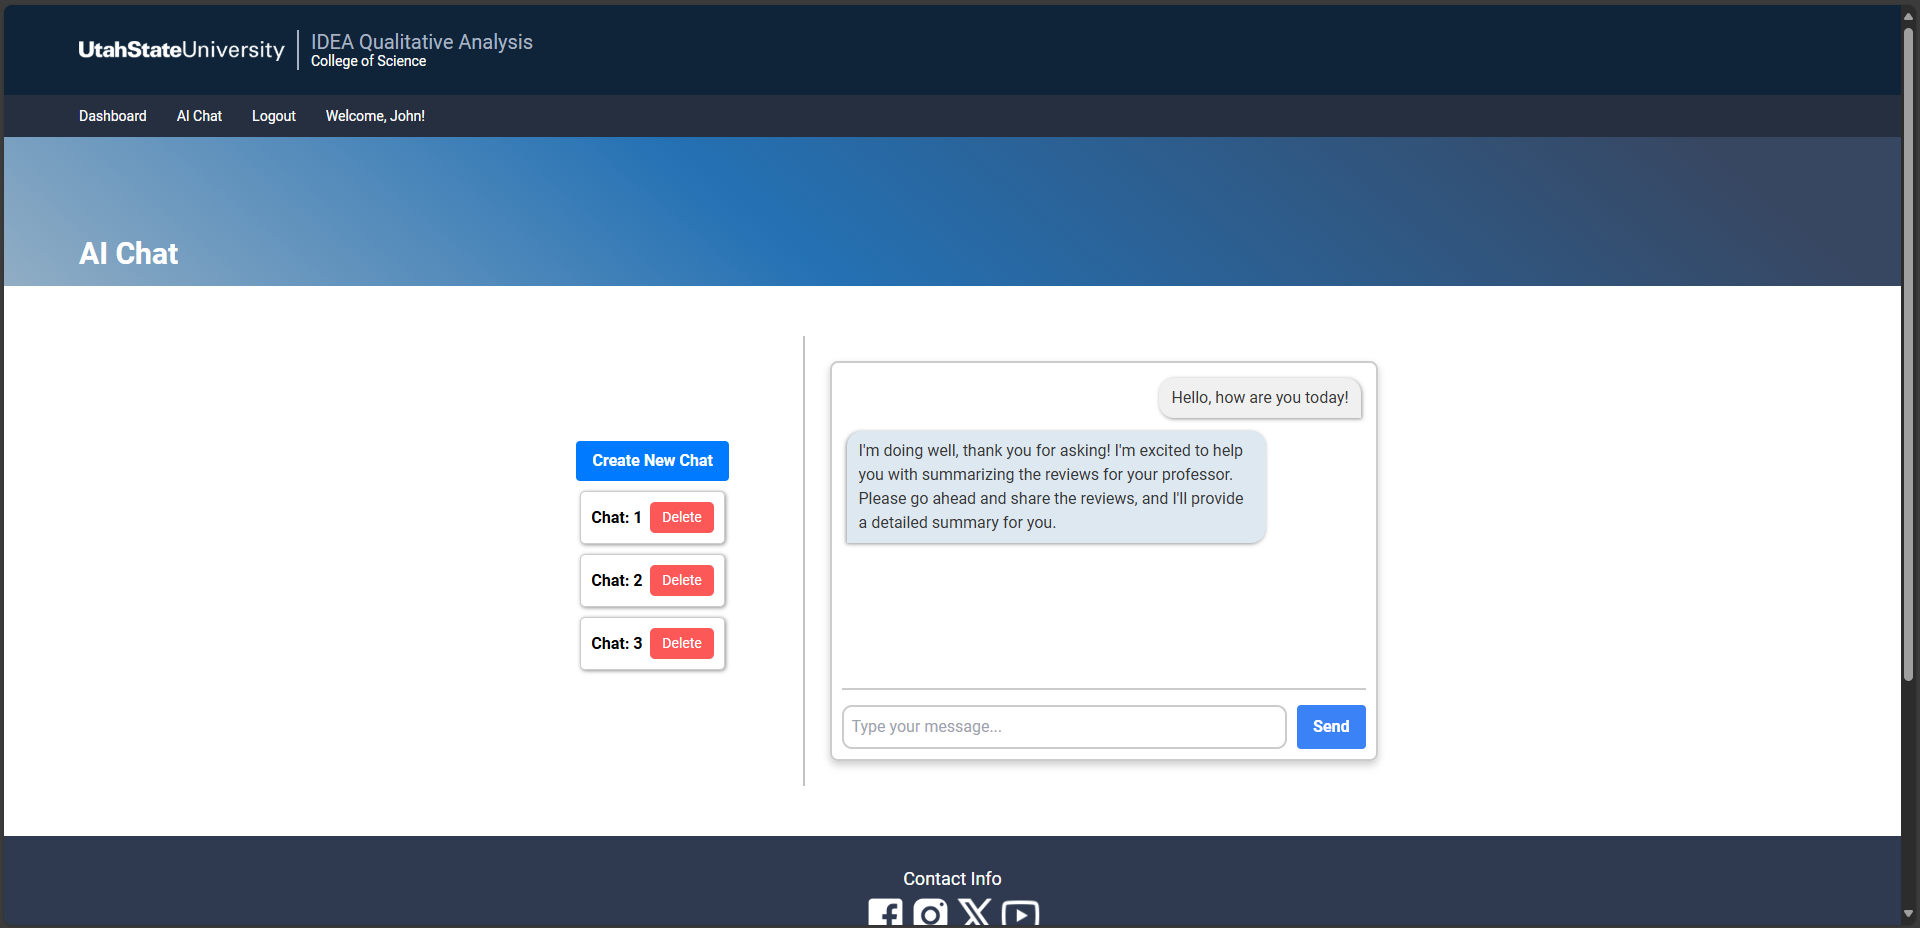 UtahStateUniversity
IDEA Qualitative Analysis
College of Science
Dashboard AI Chat Logout Welcome, John!
AI Chat
Create New Chat
Chat: 1 Delete
Chat: 2 Delete
Chat: 3 Delete
Hello, how are you today!
I'm doing well, thank you for asking! I'm excited to help
you with summarizing the reviews for your professor.
Please go ahead and share the reviews, and I'll provide
a detailed summary for you.
Type your message...
Send
Contact Info